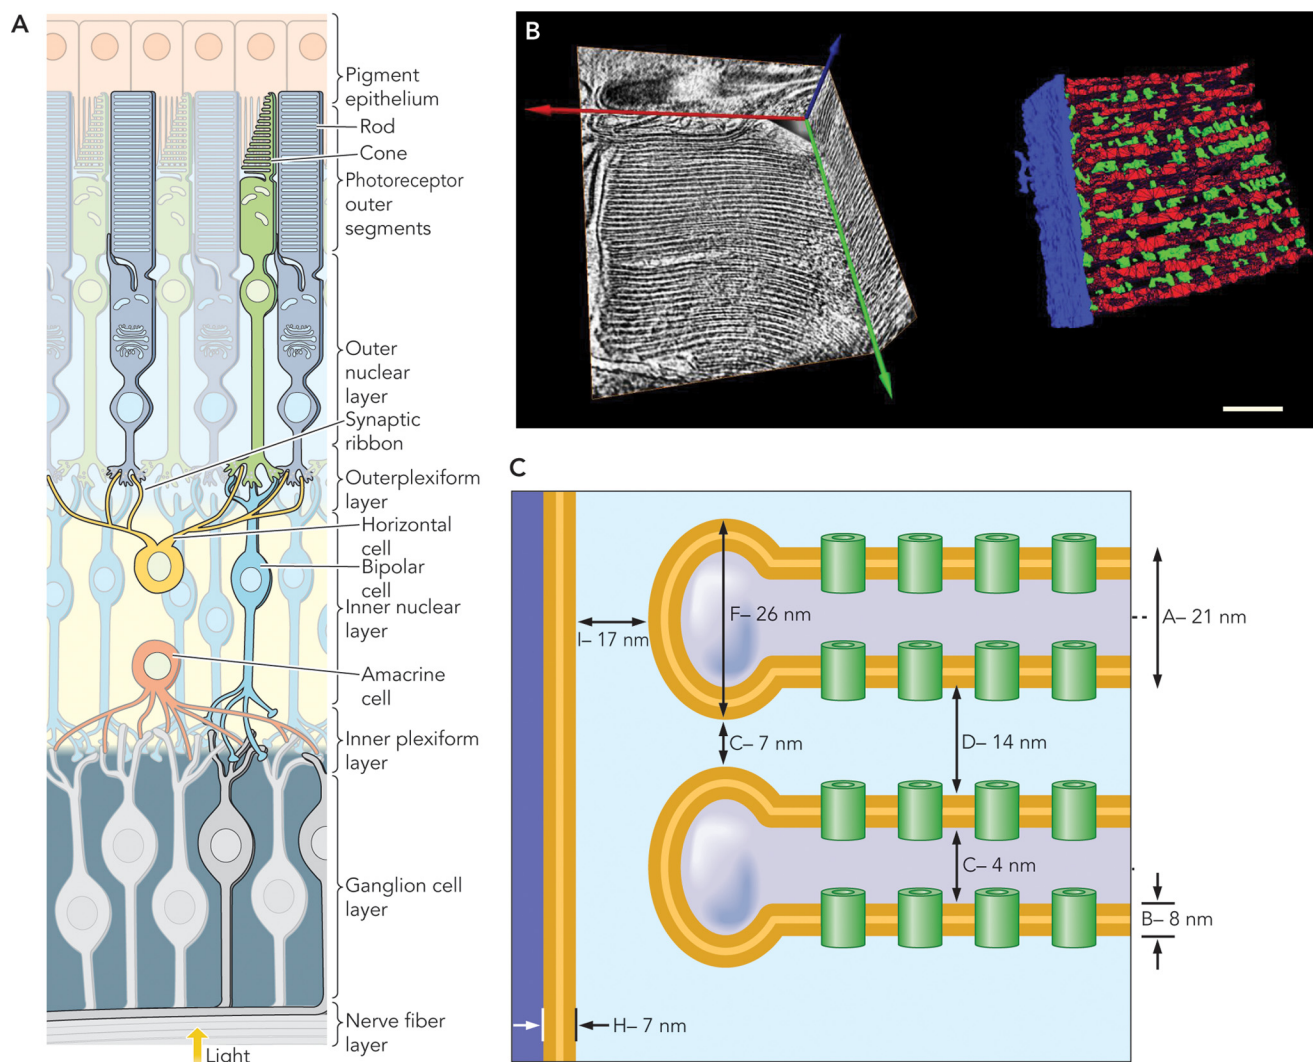 A
Pigment
epithelium
Rod
Cone
Photoreceptor
outer
segments
Outer
nuclear
layer
Synaptic
ribbon
Outerplexiform
layer
Horizontal
cell
Bipolar
cell
Inner nuclear
layer
Amacrine
cell
Inner plexiform
layer
Ganglion cell
layer
Nerve fiber
layer
Light
B
C
F– 26 nm
A– 21 nm
I– 17 nm
C– 7 nm
D– 14 nm
C– 4 nm
B– 8 nm
H– 7 nm